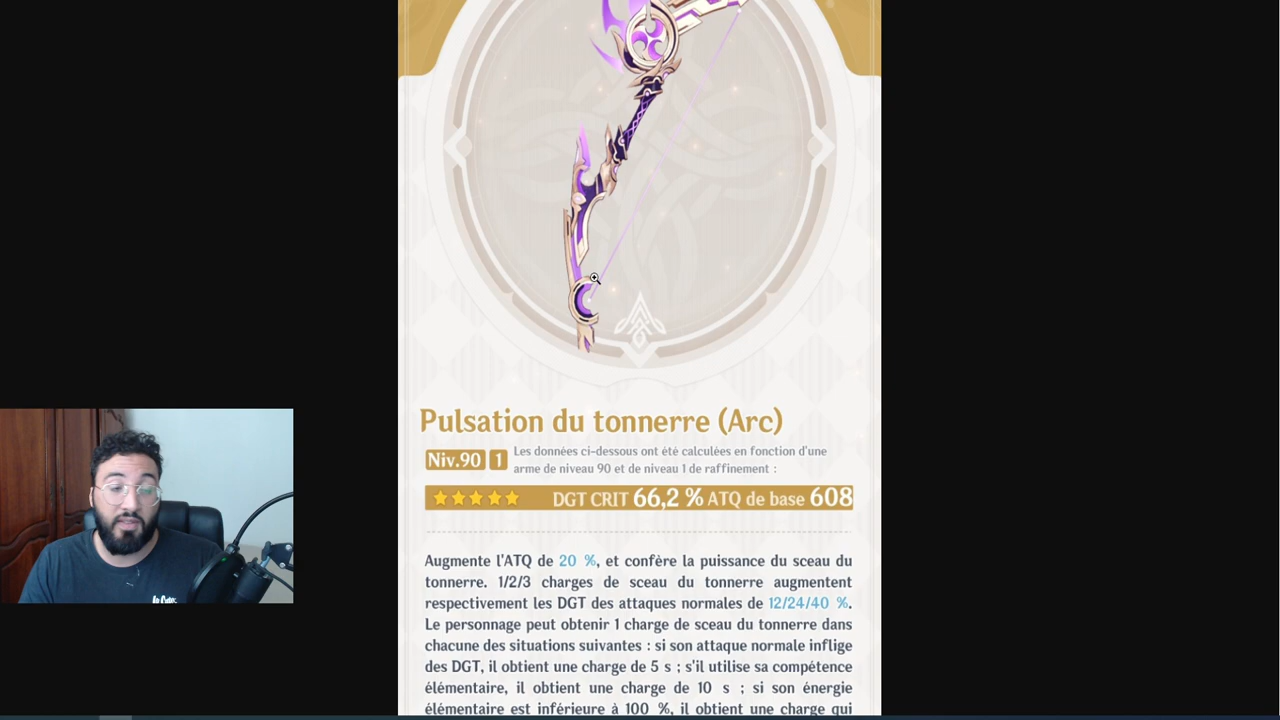 Pulsation du tonnerre (Arc)
Niv.90 1 Les données ci-dessous ont été calculées en fonction d'une
arme de niveau 90 et de niveau 1 de raffinement :
DGT CRIT 66,2 % ATQ de base 608
Augmente l'ATQ de 20 %, et confère la puissance du sceau du
tonnerre. 1/2/3 charges de sceau du tonnerre augmentent
respectivement les DGT des attaques normales de 12/24/40 %.
Le personnage peut obtenir 1 charge de sceau du tonnerre dans
chacune des situations suivantes : si son attaque normale inflige
des DGT, il obtient une charge de 5 s ; s'il utilise sa compétence
élémentaire, il obtient une charge de 10 s ; si son énergie
élémentaire est inférieure à 100 %, il obtient une charge qui